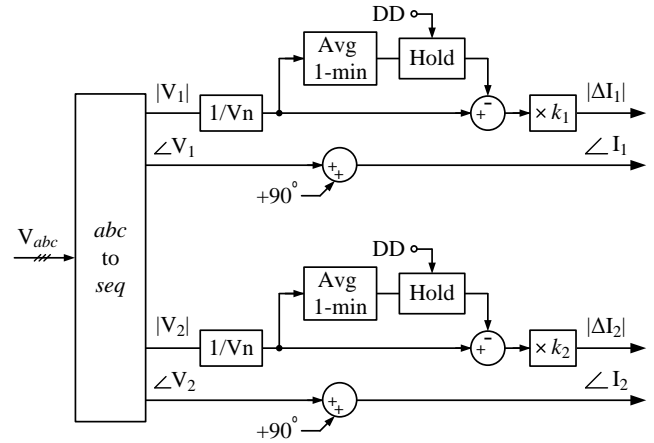 DD
Avg
1-min
Hold
|V₁|
1/Vn
-
+
× k₁
|ΔI₁|
∠V₁
+
+
∠ I₁
+90°
V_abc
abc
to
seq
DD
Avg
1-min
Hold
|V₂|
1/Vn
-
+
× k₂
|ΔI₂|
∠V₂
+
+
∠ I₂
+90°